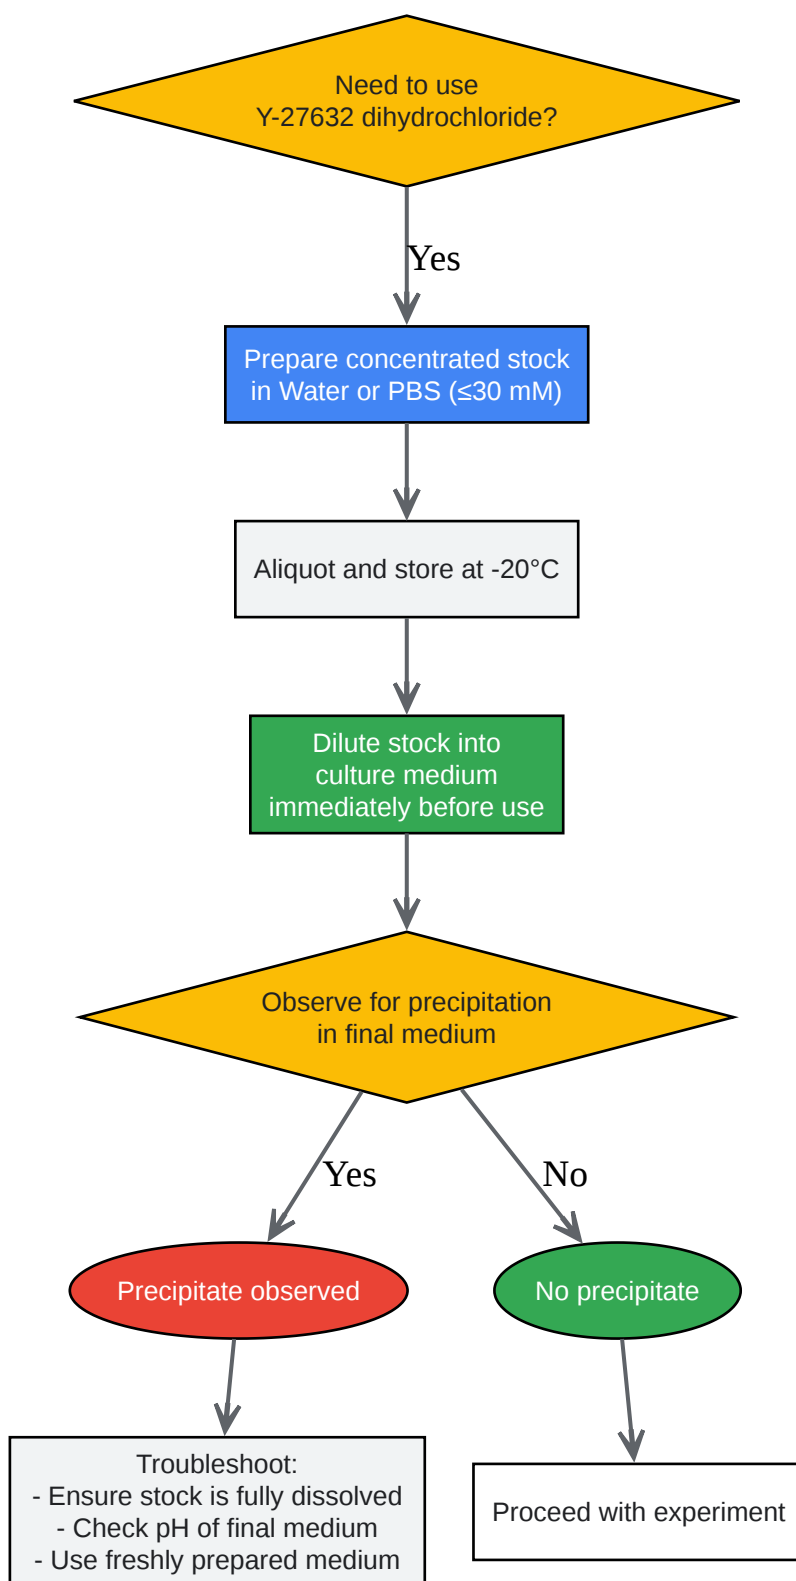 Need to use
Y-27632 dihydrochloride?
Yes
Prepare concentrated stock
in Water or PBS (≤30 mM)
Aliquot and store at -20°C
Dilute stock into
culture medium
immediately before use
Observe for precipitation
in final medium
Yes
No
Precipitate observed
No precipitate
Troubleshoot:
- Ensure stock is fully dissolved
- Check pH of final medium
- Use freshly prepared medium
Proceed with experiment